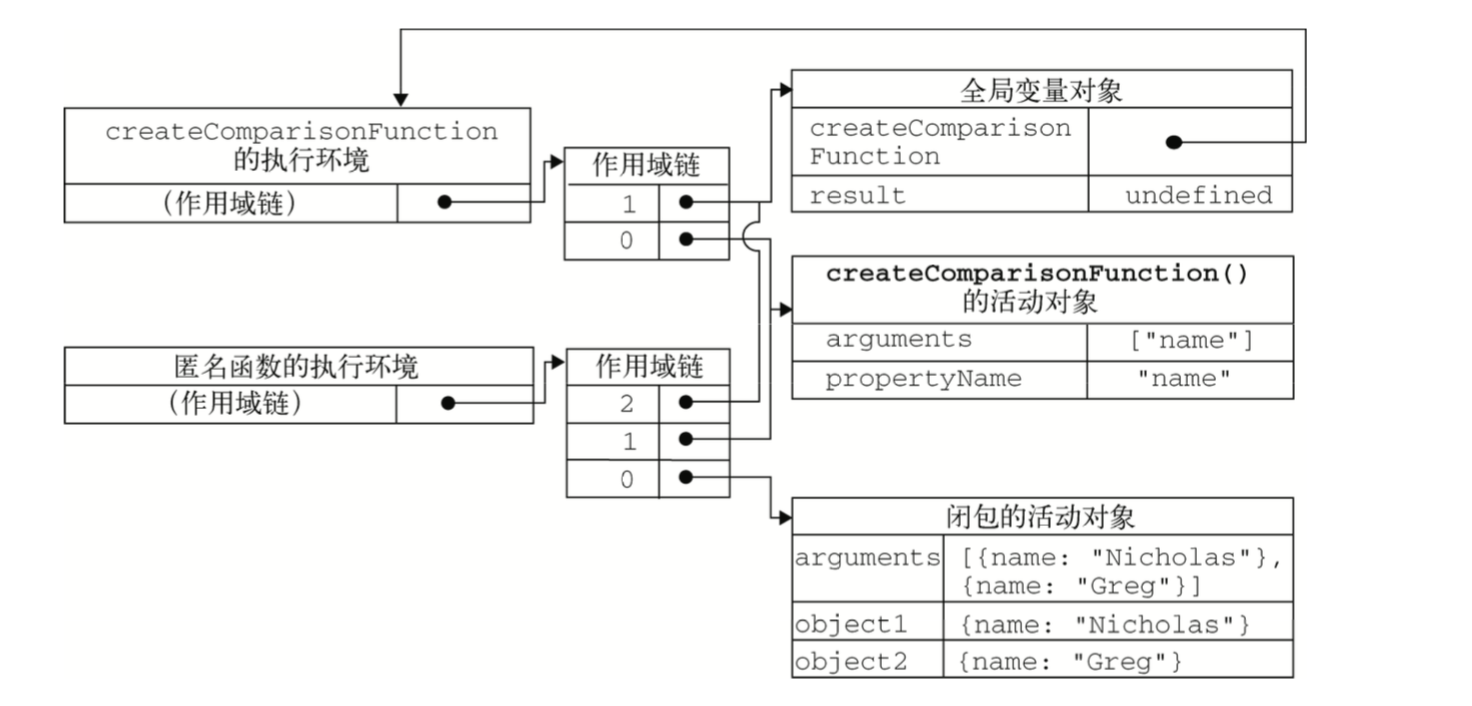 createComparisonFunction
的执行环境
(作用域链)
作用域链
1
0
全局变量对象
createComparison
Function
result undefined
createComparisonFunction()
的活动对象
arguments ["name"]
propertyName "name"
匿名函数的执行环境
(作用域链)
作用域链
2
1
0
闭包的活动对象
arguments [{name: "Nicholas"},
{name: "Greg"}]
object1 {name: "Nicholas"}
object2 {name: "Greg"}